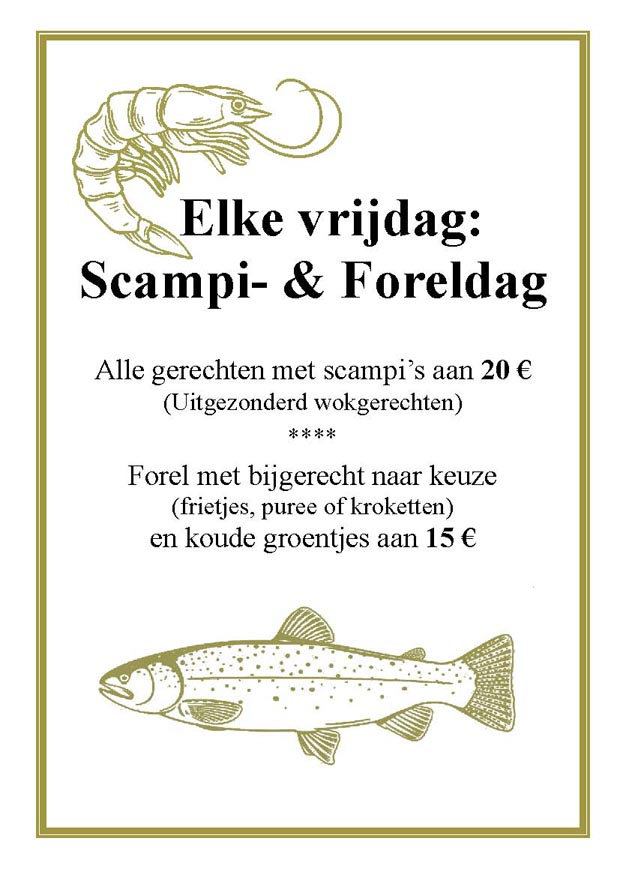 Elke vrijdag:
Scampi- & Foreldag
Alle gerechten met scampi’s aan 20 €
(Uitgezonderd wokgerechten)
****
Forel met bijgerecht naar keuze
(frietjes, puree of kroketten)
en koude groentjes aan 15 €